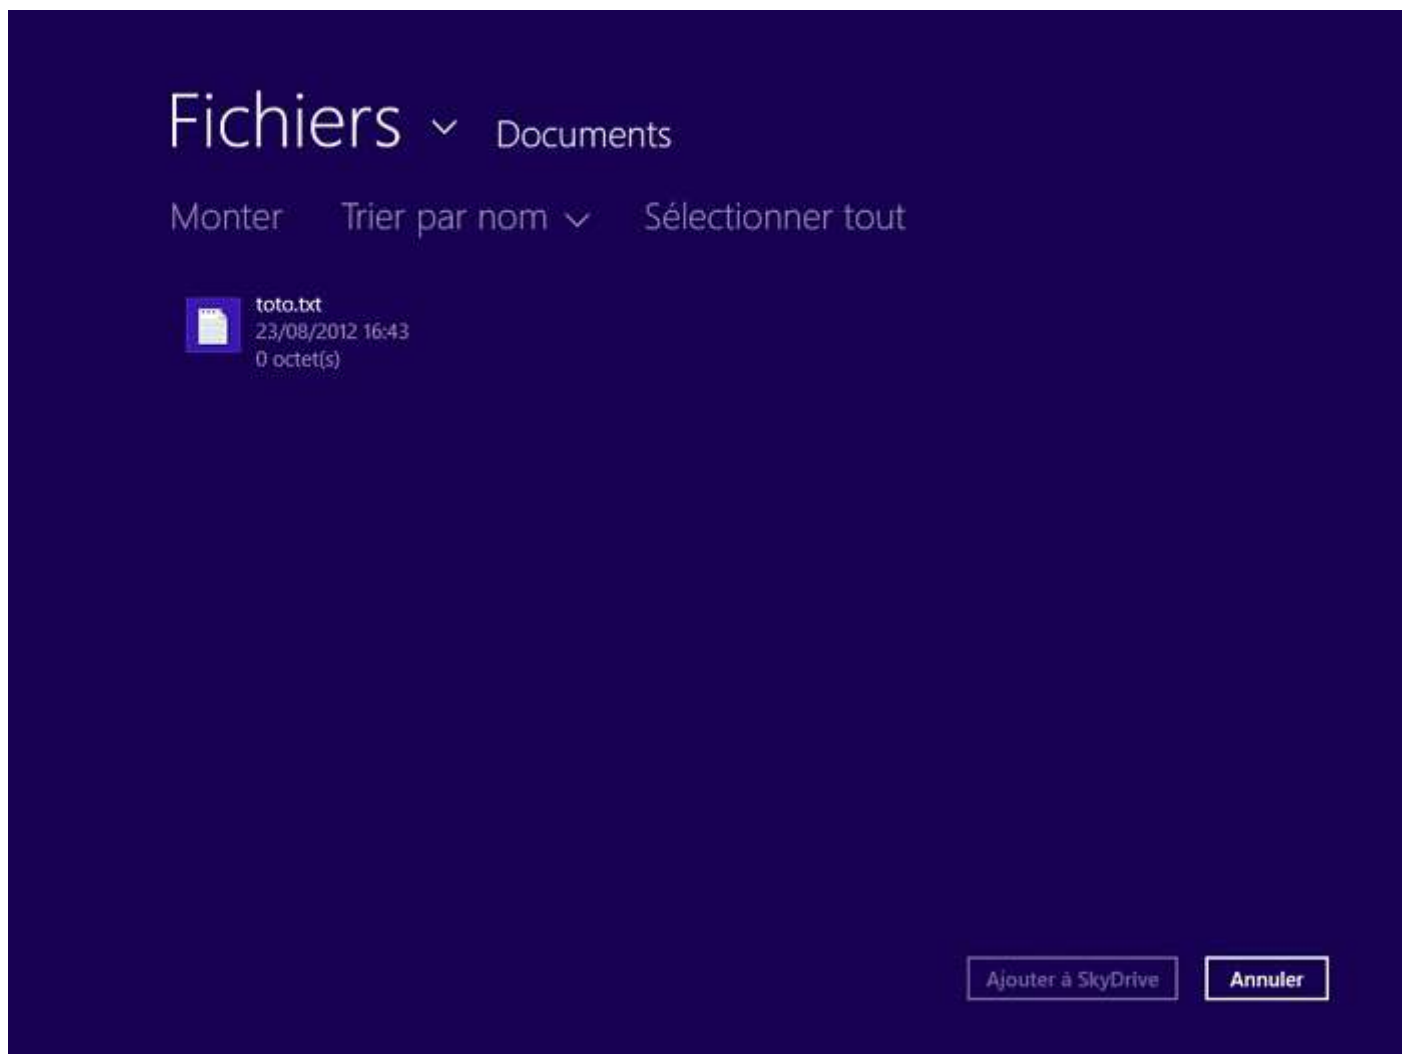 Fichiers Documents
Monter Trier par nom Sélectionner tout
toto.txt
23/08/2012 16:43
0 octet(s)
Ajouter à SkyDrive Annuler